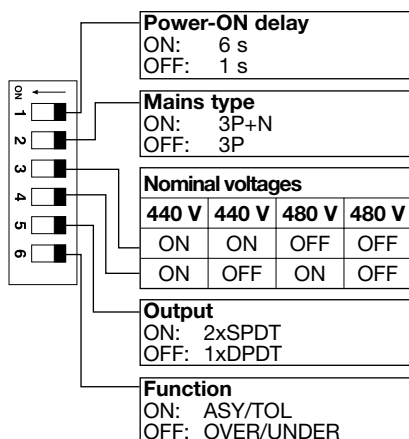 Power-ON delay
ON: 6 s
OFF: 1 s
Mains type
ON: 3P+N
OFF: 3P
ON
1
2
3
4
5
6
Nominal voltages
440 V 440 V 480 V 480 V
ON ON OFF OFF
ON OFF ON OFF
Output
ON: 2xSPDT
OFF: 1xDPDT
Function
ON: ASY/TOL
OFF: OVER/UNDER